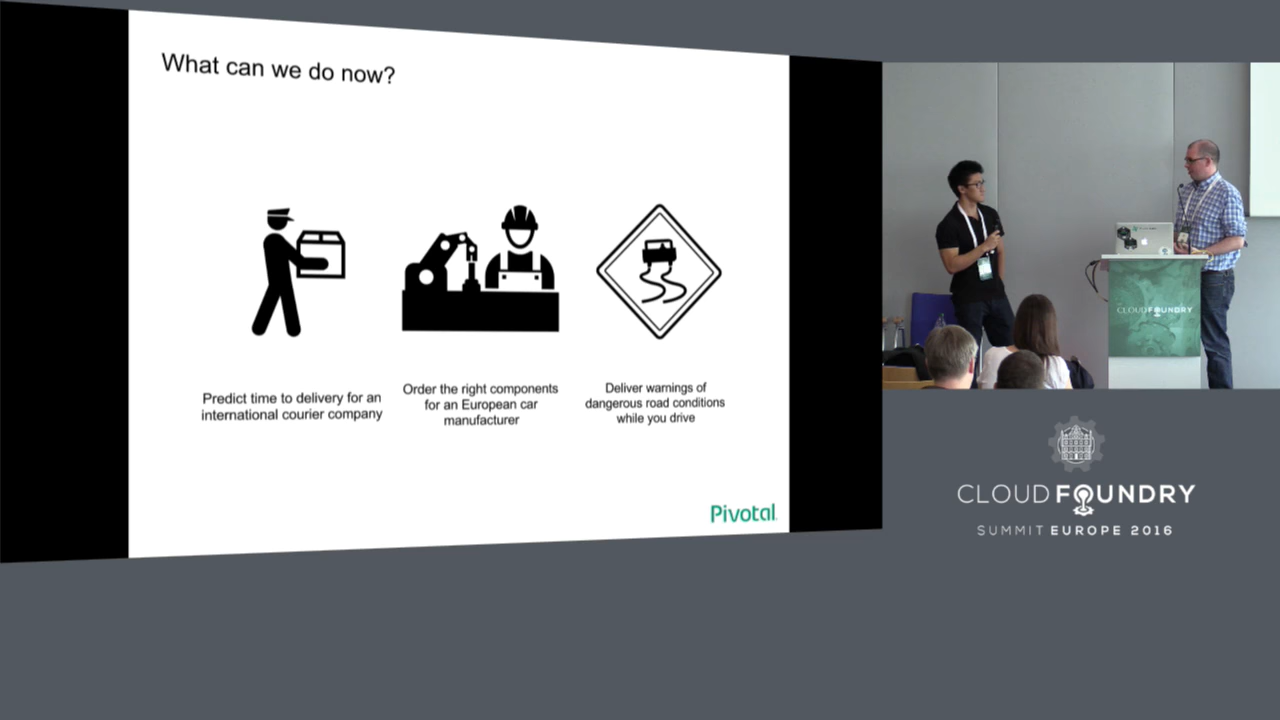 What can we do now?
Predict time to delivery for an
international courier company
Order the right components
for an European car
manufacturer
Deliver warnings of
dangerous road conditions
while you drive
Pivotal
CLOUD FOUNDRY
CLOUD FOUNDRY
SUMMIT EUROPE 2016